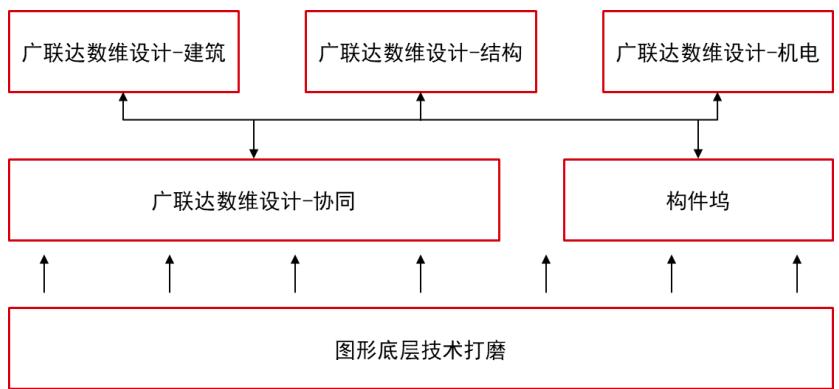 广联达数维设计-建筑
广联达数维设计-结构
广联达数维设计-机电
广联达数维设计-协同
构件坞
图形底层技术打磨